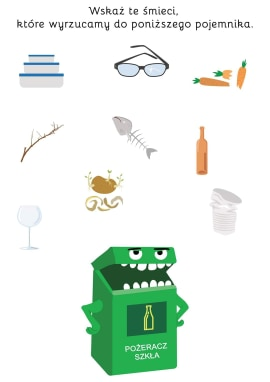 Wskaż te śmieci,
które wyrzucamy do poniższego pojemnika.
POŻERACZ
SZKŁA